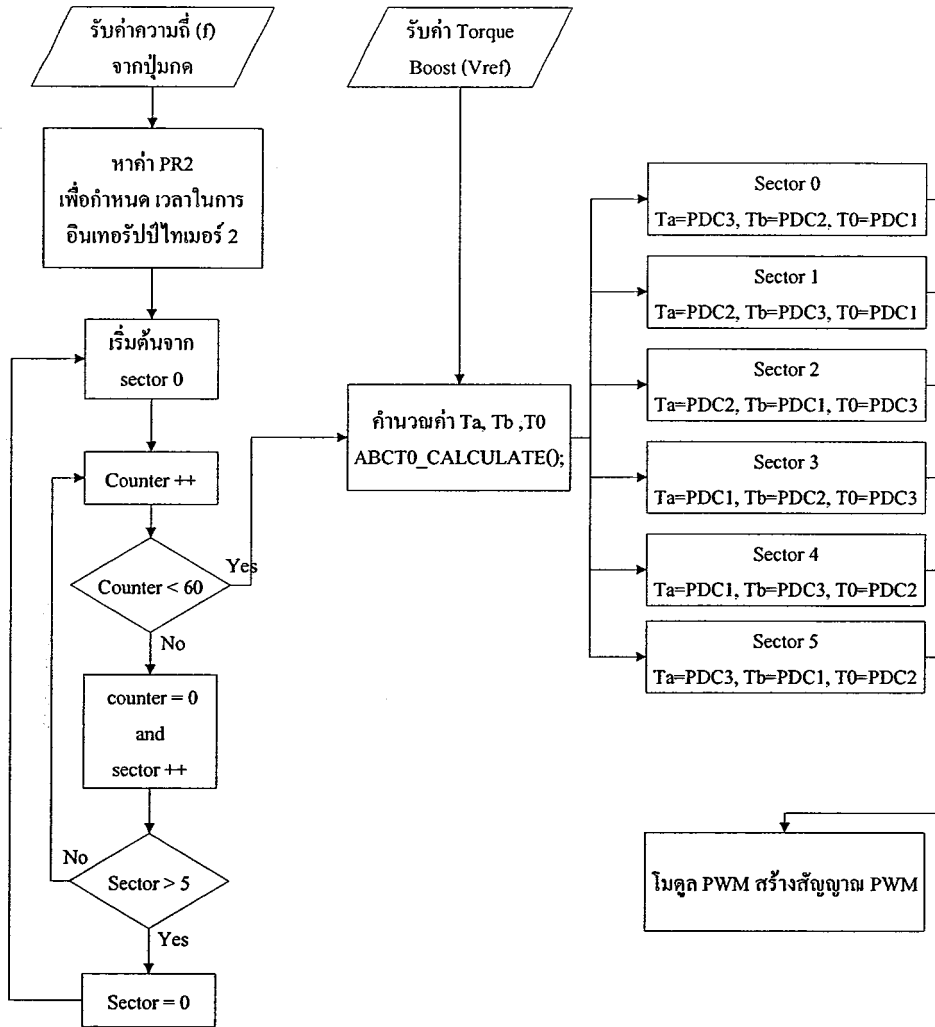 รับค่าความถี่ (f)
จากปุ่มกด
หาค่า PR2
เพื่อกำหนด เวลาในการ
อินเทอรัปป์ไทเมอร์ 2
เริ่มต้นจาก
sector 0
Counter ++
Counter < 60
Yes
No
counter = 0
and
sector ++
No
Sector > 5
Yes
Sector = 0
รับค่า Torque
Boost (Vref)
คำนวณค่า Ta, Tb ,T0
ABCT0_CALCULATE();
Sector 0
Ta=PDC3, Tb=PDC2, T0=PDC1
Sector 1
Ta=PDC2, Tb=PDC3, T0=PDC1
Sector 2
Ta=PDC2, Tb=PDC1, T0=PDC3
Sector 3
Ta=PDC1, Tb=PDC2, T0=PDC3
Sector 4
Ta=PDC1, Tb=PDC3, T0=PDC2
Sector 5
Ta=PDC3, Tb=PDC1, T0=PDC2
โมดูล PWM สร้างสัญญาณ PWM